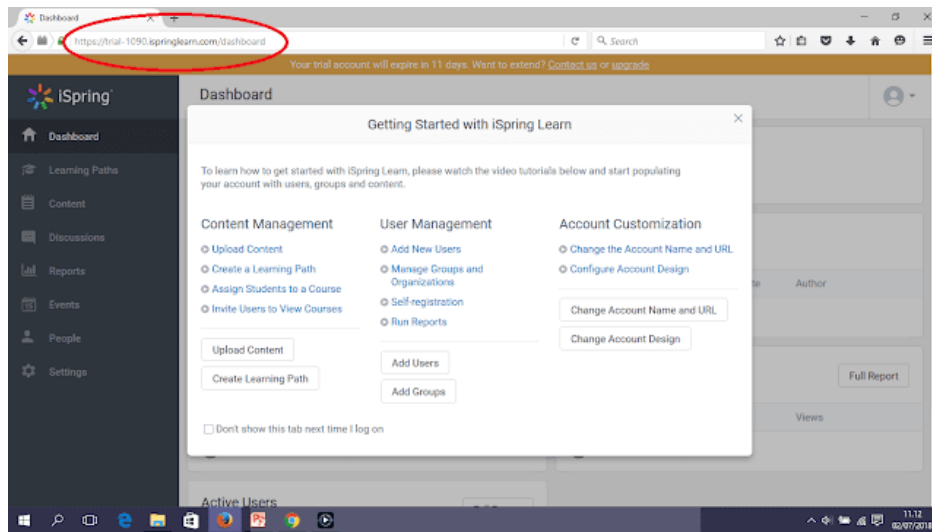 Dashboard
https://trial-1090.ispringlearn.com/dashboard
Search
Your trial account will expire in 11 days. Want to extend? Contact us or upgrade
iSpring
Dashboard
Dashboard
Learning Paths
Content
Discussions
Reports
Events
People
Settings
Getting Started with iSpring Learn
To learn how to get started with iSpring Learn, please watch the video tutorials below and start populating
your account with users, groups and content.
Content Management
Upload Content
Create a Learning Path
Assign Students to a Course
Invite Users to View Courses
Upload Content
Create Learning Path
User Management
Add New Users
Manage Groups and
Organizations
Self-registration
Run Reports
Add Users
Add Groups
Account Customization
Change the Account Name and URL
Configure Account Design
Change Account Name and URL
Change Account Design
Don't show this tab next time I log on
Author
Full Report
Views
Active Users
11.12
02/07/2018